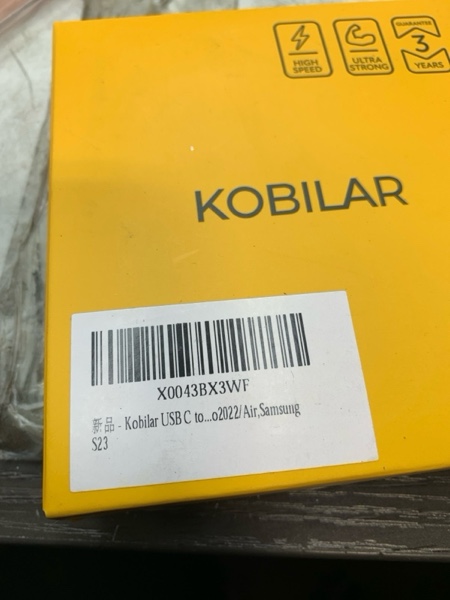 HIGH
SPEED
ULTRA
STRONG
GUARANTEE
3
YEARS
KOBILAR
X0043BX3WF
新品 - Kobilar USB C to...o2022/Air,Samsung
S23